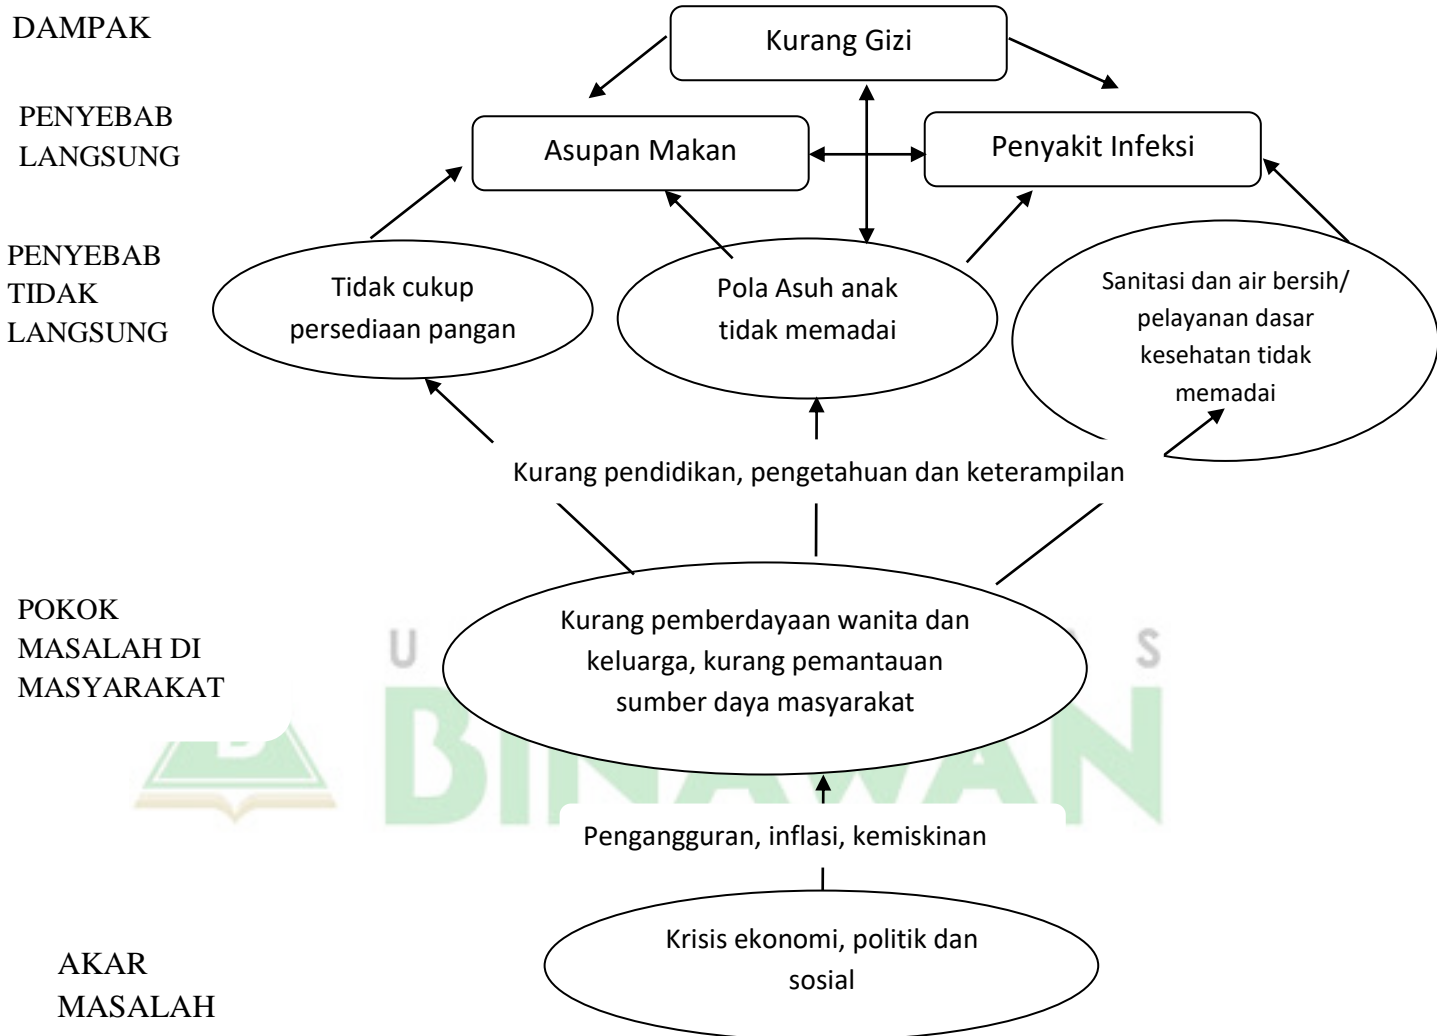 DAMPAK
Kurang Gizi
PENYEBAB
LANGSUNG
Asupan Makan
Penyakit Infeksi
PENYEBAB
TIDAK
LANGSUNG
Tidak cukup
persediaan pangan
Pola Asuh anak
tidak memadai
Sanitasi dan air bersih/
pelayanan dasar
kesehatan tidak
memadai
Kurang pendidikan, pengetahuan dan keterampilan
POKOK
MASALAH DI
MASYARAKAT
Kurang pemberdayaan wanita dan
keluarga, kurang pemantauan
sumber daya masyarakat
U S
BINAWAN
Pengangguran, inflasi, kemiskinan
AKAR
MASALAH
Krisis ekonomi, politik dan
sosial